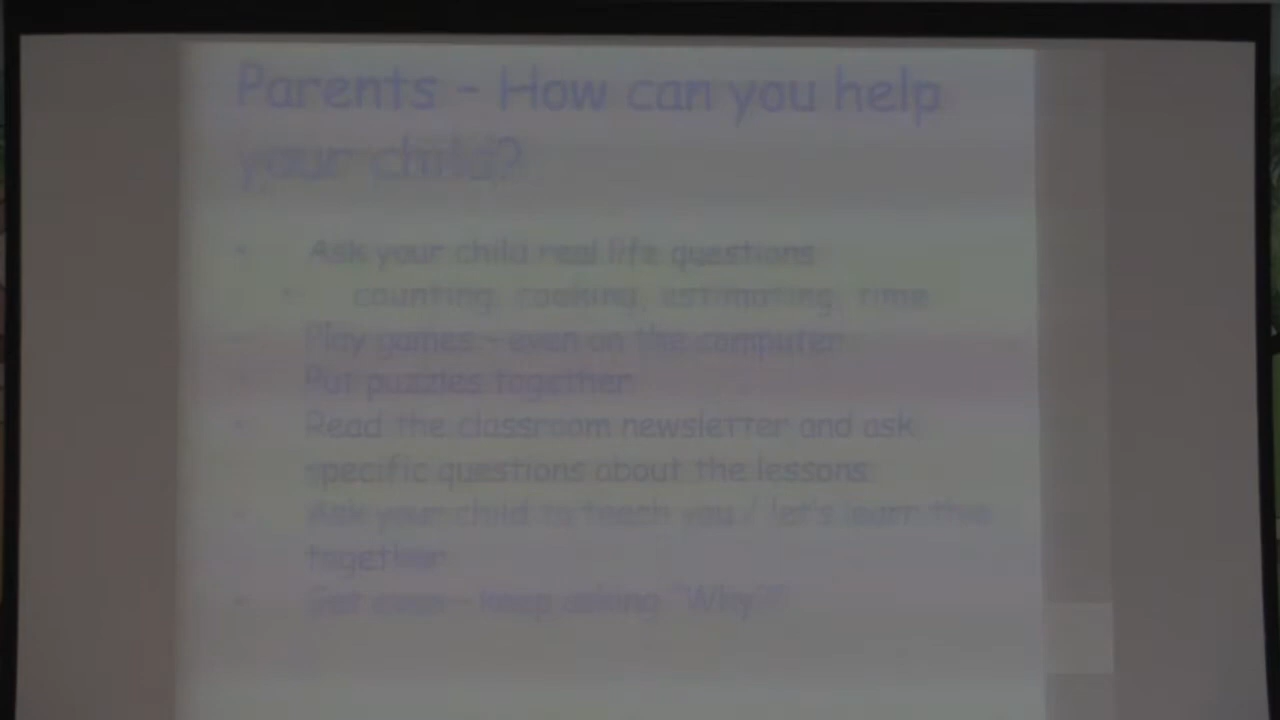 Parents - How can you help
your child?
• Ask your child real life questions
• counting, cooking, estimating, time
Play games - even on the computer
Put puzzles together
• Read the classroom newsletter and ask
specific questions about the lessons
• Ask your child to teach you / let's learn this
together
• Get even - keep asking "Why?"